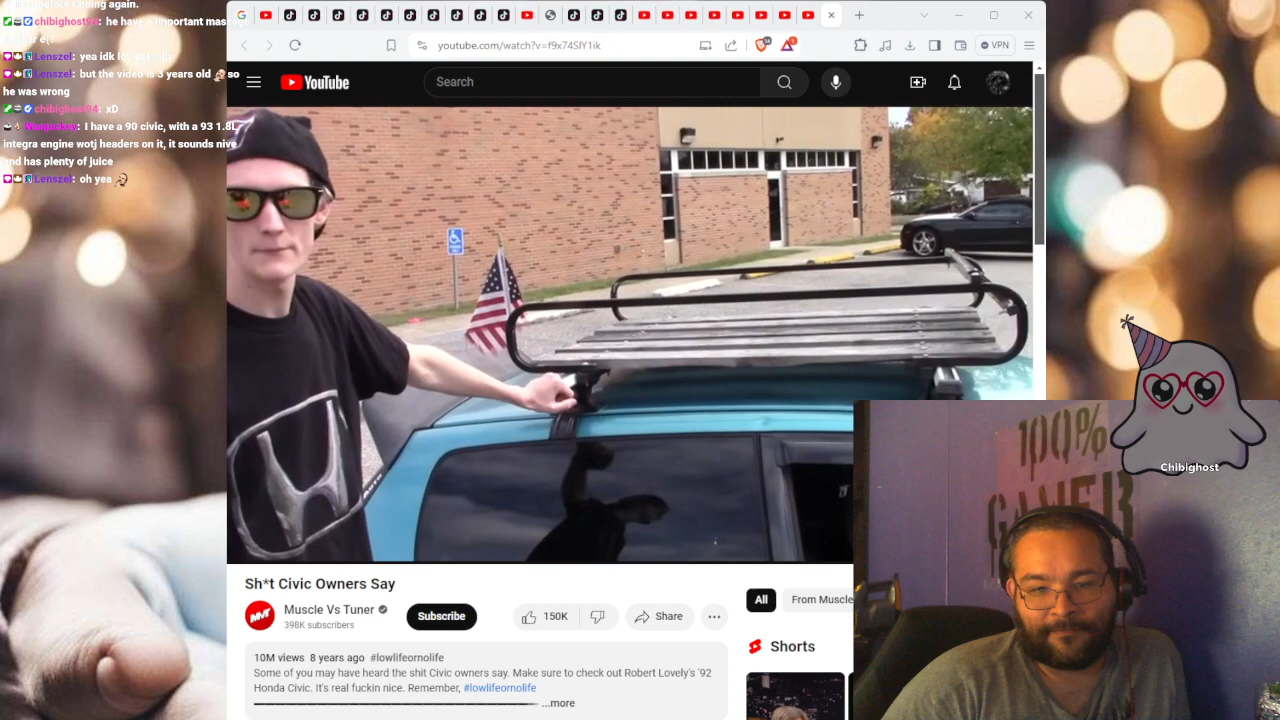 before salting again.
chibighost94: he have a important massage
Lenszel: yea idk
Lenszel: but the video is 3 years old so
he was wrong
chibighost94: xD
I have a 90 civic, with a 93 1.8L
integra engine wotj headers on it, it sounds nive
and has plenty of juice
Lenszel: oh yea
youtube.com/watch?v=f9x74SlY1ik
VPN
YouTube
Search
100%
GAMER
Chibighost
Sh*t Civic Owners Say
MVT
Muscle Vs Tuner
398K subscribers
Subscribe
150K
Share
All
From Muscle
Shorts
10M views 8 years ago #lowlifeornolife
Some of you may have heard the shit Civic owners say. Make sure to check out Robert Lovely's '92
Honda Civic. It's real fuckin nice. Remember, #lowlifeornolife
...more